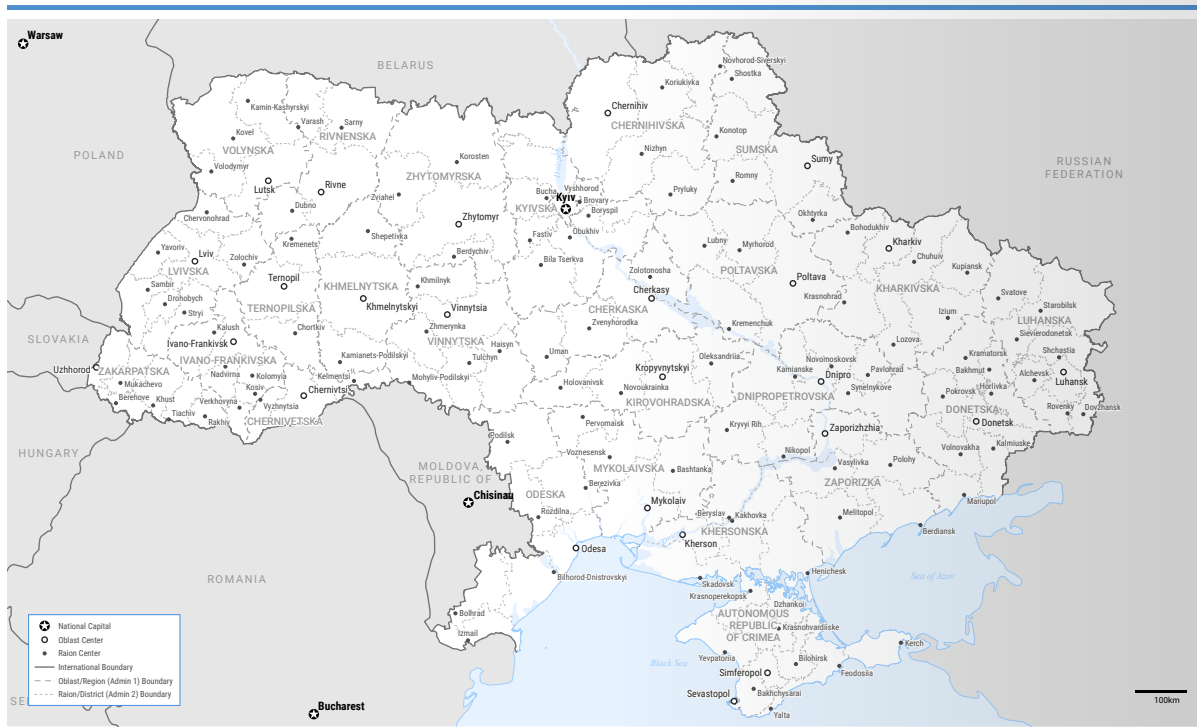 Warsaw
Novhorod-Siverskyi
Shostka
BELARUS
Koriukivka
Kamin-Kashyrskyi
Chernihiv
Varash
Sarny
CHERNIHIVSKA
RIVNENSKA
Kovel
Konotop
VOLYNSKA
SUMSKA
POLAND
Nizhyn
Korosten
Sumy
RUSSIAN
FEDERATION
Volodymyr
ZHYTOMYRSKA
Romny
Lutsk
Rivne
Bucha
Vyshhorod
Pryluky
Zviahel
Kyiv
Brovary
Dubno
KYIVSKA
Boryspil
Chervonohrad
Zhytomyr
Okhtyrka
Shepetivka
Fastiv
Obukhiv
Bohodukhiv
Kremenets
Lubny
Kharkiv
Yavoriv
Lviv
Berdychiv
Myrhorod
Zolochiv
Bila Tserkva
Chuhuiv
LVIVSKA
Ternopil
Zolotonosha
POLTAVSKA
Kupiansk
Sambir
KHMELNYTSKA
Khmilnyk
Poltava
KHARKIVSKA
Drohobych
Cherkasy
Krasnohrad
Svatove
Stryi
TERNOPILSKA
Khmelnytskyi
Vinnytsia
CHERKASKA
Starobilsk
Izium
LUHANSKA
Kalush
Chortkiv
Zhmerynka
Zvenyhorodka
Kremenchuk
SLOVAKIA
Ivano-Frankivsk
VINNYTSKA
Haisyn
Lozova
Sievierodonetsk
IVANO-FRANKIVSKA
Kamianets-Podilskyi
Tulchyn
Uman
Oleksandriia
Novomoskovsk
Kramatorsk
Shchastia
Uzhhorod
ZAKARPATSKA
Nadvirna
Kolomyia
Kelmentsi
Mohyliv-Podilskyi
Kropyvnytskyi
Kamianske
Dnipro
Pavlohrad
Bakhmut
Alchevsk
Luhansk
Mukachevo
Kosiv
Chernivtsi
Holovanivsk
Novoukrainka
Synelnykove
Pokrovsk
Horlivka
Berehove
Khust
Verkhovyna
Vyzhnytsia
KIROVOHRADSKA
DNIPROPETROVSKA
Tiachiv
Rakhiv
CHERNIVETSKA
DONETSKA
Rovenky
Dovzhansk
Pervomaisk
Kryvyi Rih
Donetsk
Podilsk
Zaporizhzhia
HUNGARY
Voznesensk
Nikopol
Volnovakha
Kalmiuske
MOLDOVA,
REPUBLIC OF
MYKOLAIVSKA
Bashtanka
Vasylivka
Polohy
Berezivka
ZAPORIZKA
Chisinau
ODESKA
Mykolaiv
Mariupol
Rozdilna
Beryslav
Kakhovka
Melitopol
KHERSONSKA
Berdiansk
Kherson
Odesa
Bilhorod-Dnistrovskyi
Henichesk
Sea of Azov
ROMANIA
Skadovsk
Krasnoperekopsk
Bolhrad
Dzhankoi
AUTONOMOUS
REPUBLIC
OF CRIMEA
Krasnohvardiiske
Izmail
Kerch
Yevpatoriia
Black Sea
Bilohirsk
Simferopol
Feodosiia
Sevastopol
Bakhchysarai
Yalta
Bucharest
National Capital
Oblast Center
Raion Center
International Boundary
Oblast/Region (Admin 1) Boundary
Raion/District (Admin 2) Boundary
100km